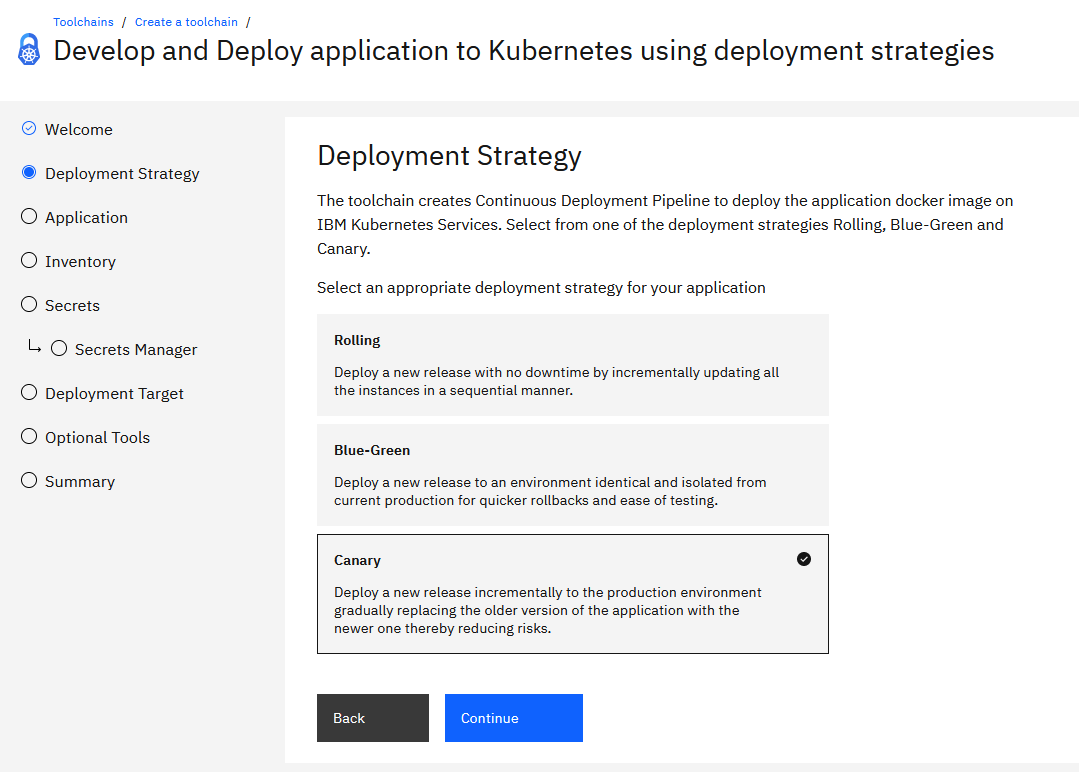 Toolchains / Create a toolchain /
Develop and Deploy application to Kubernetes using deployment strategies
Welcome
Deployment Strategy
Application
Inventory
Secrets
Secrets Manager
Deployment Target
Optional Tools
Summary
Deployment Strategy
The toolchain creates Continuous Deployment Pipeline to deploy the application docker image on
IBM Kubernetes Services. Select from one of the deployment strategies Rolling, Blue-Green and
Canary.
Select an appropriate deployment strategy for your application
Rolling
Deploy a new release with no downtime by incrementally updating all
the instances in a sequential manner.
Blue-Green
Deploy a new release to an environment identical and isolated from
current production for quicker rollbacks and ease of testing.
Canary
Deploy a new release incrementally to the production environment
gradually replacing the older version of the application with the
newer one thereby reducing risks.
Back
Continue